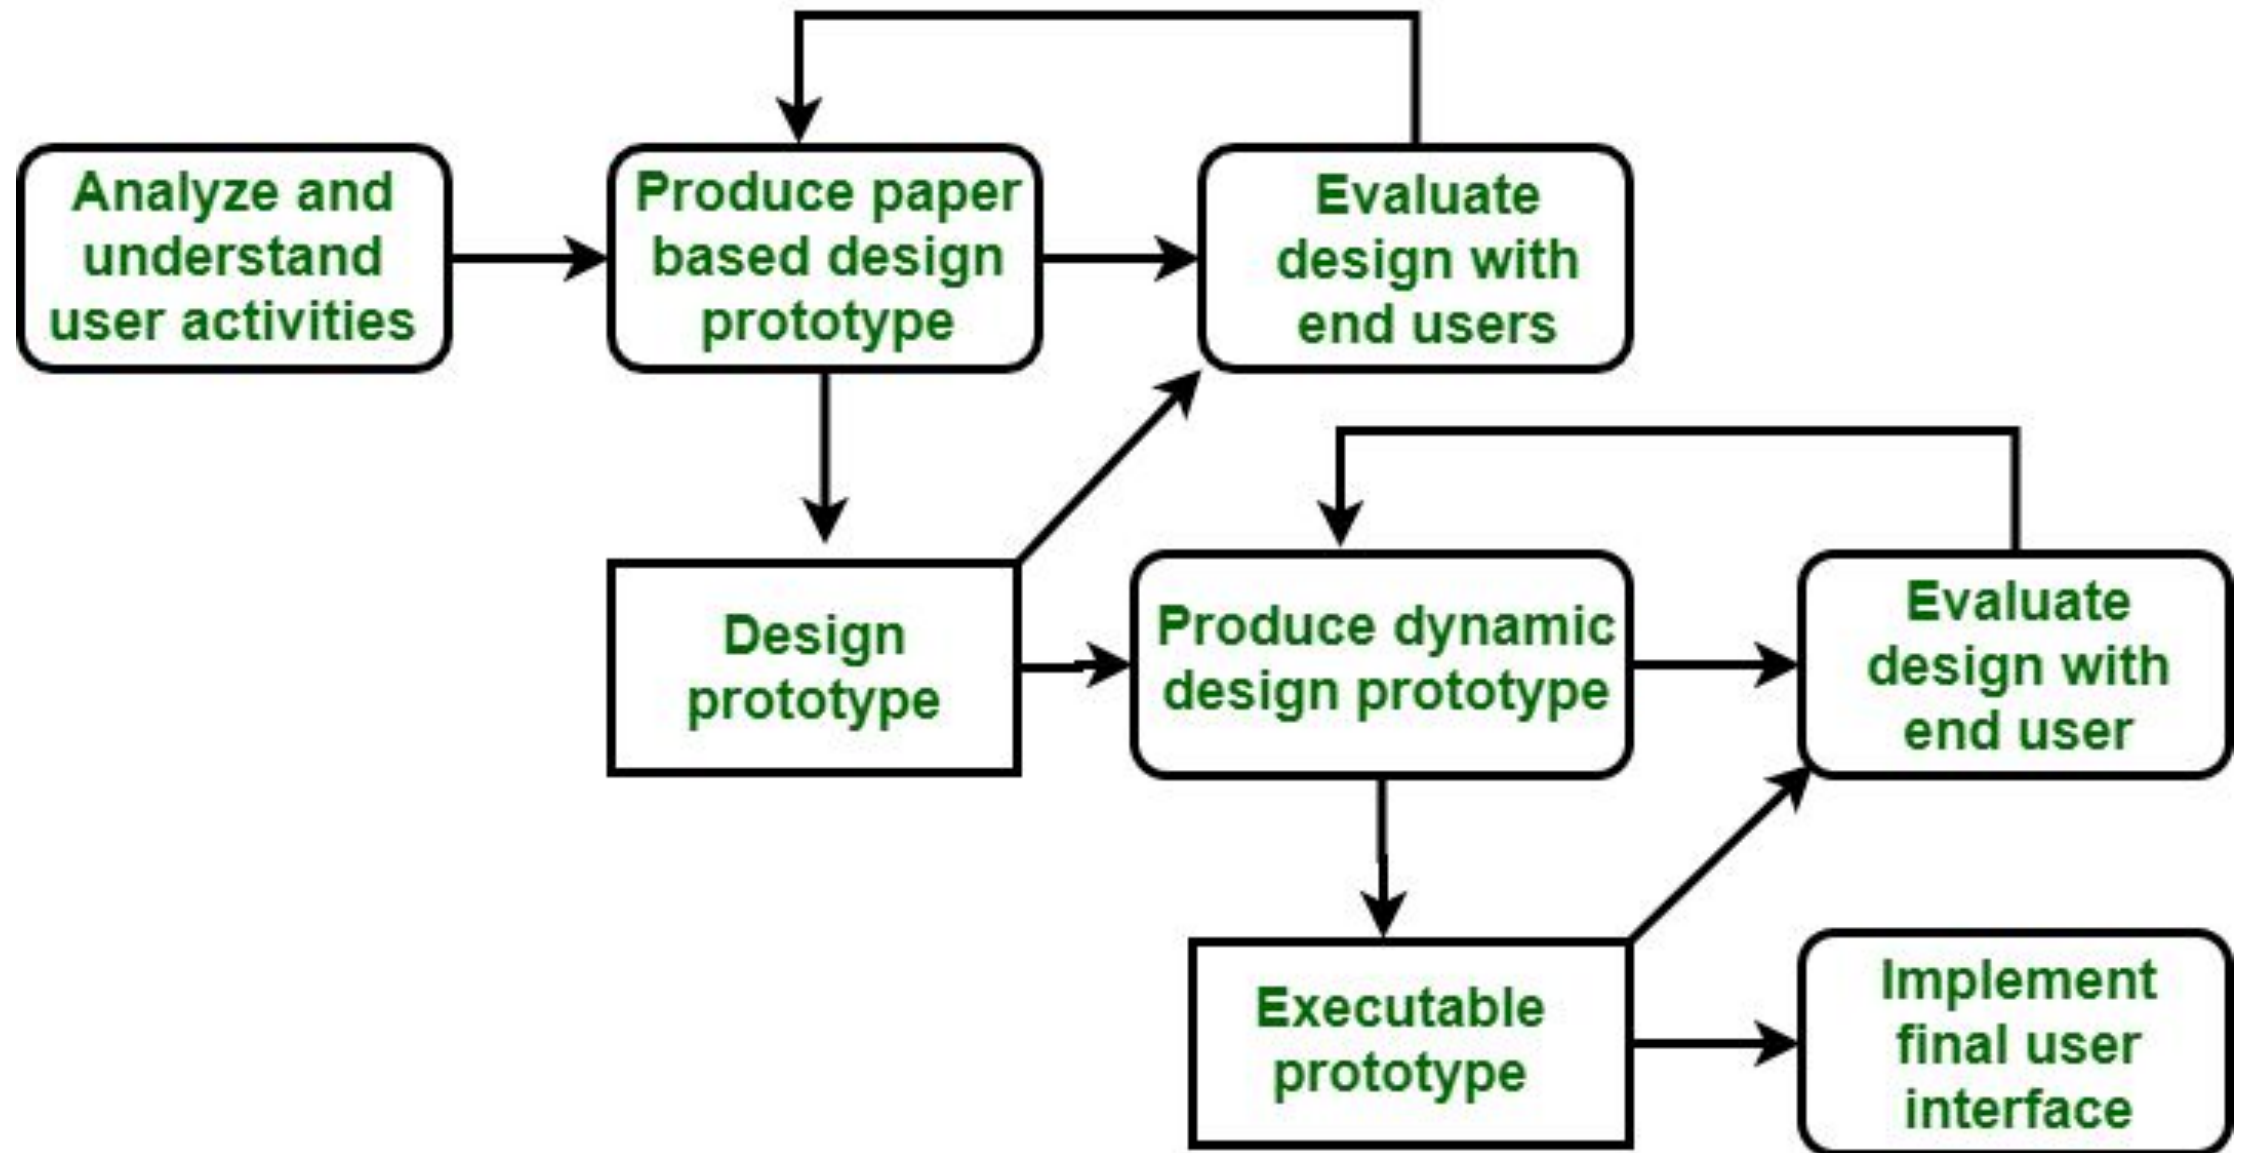 Analyze and
understand
user activities
Produce paper
based design
prototype
Evaluate
design with
end users
Design
prototype
Produce dynamic
design prototype
Evaluate
design with
end user
Executable
prototype
Implement
final user
interface